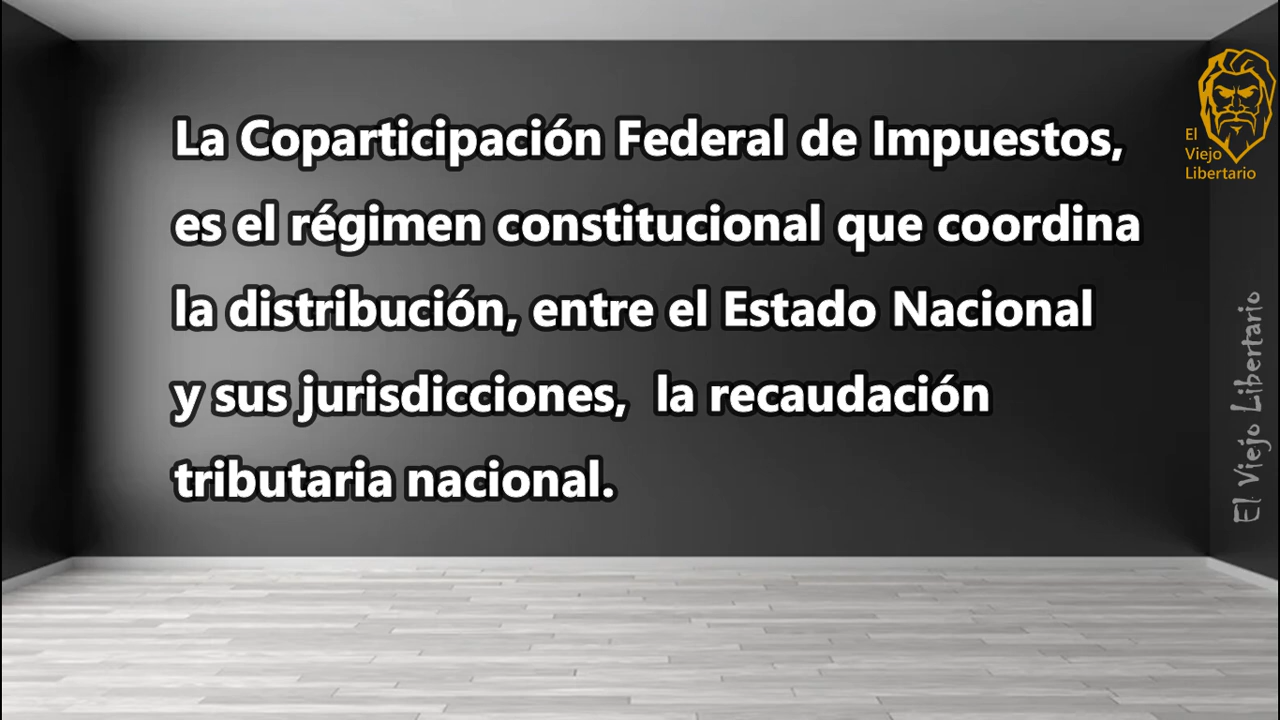 La Coparticipación Federal de Impuestos,
es el régimen constitucional que coordina
la distribución, entre el Estado Nacional
y sus jurisdicciones, la recaudación
tributaria nacional.
El
Viejo
Libertario
El Viejo Libertario